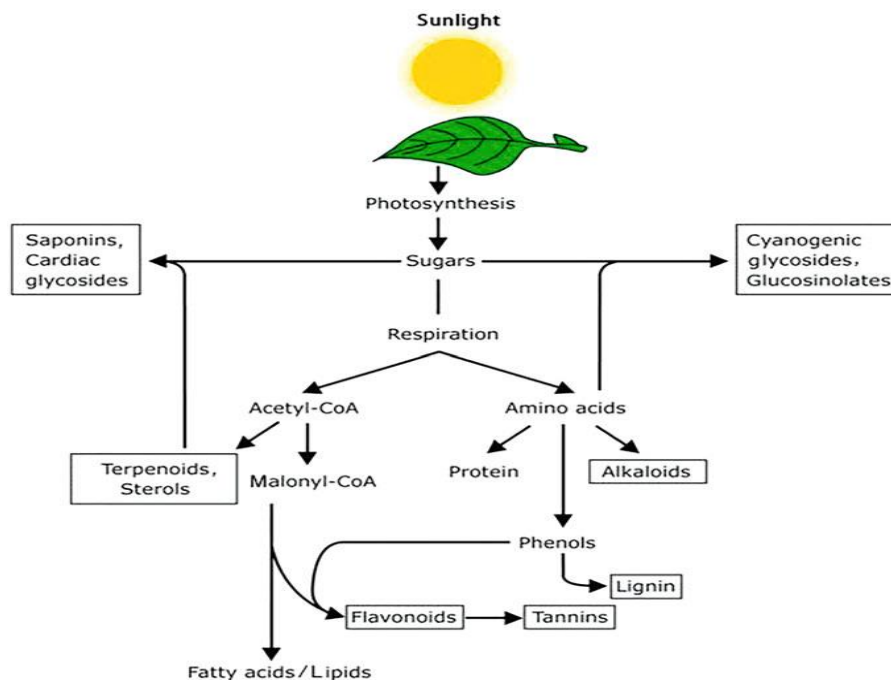 Sunlight
Photosynthesis
Saponins,
Cardiac
glycosides
Sugars
Cyanogenic
glycosides,
Glucosinolates
Respiration
Acetyl-CoA
Amino acids
Terpenoids,
Sterols
Malonyl-CoA
Protein
Alkaloids
Phenols
Lignin
Flavonoids
Tannins
Fatty acids/Lipids